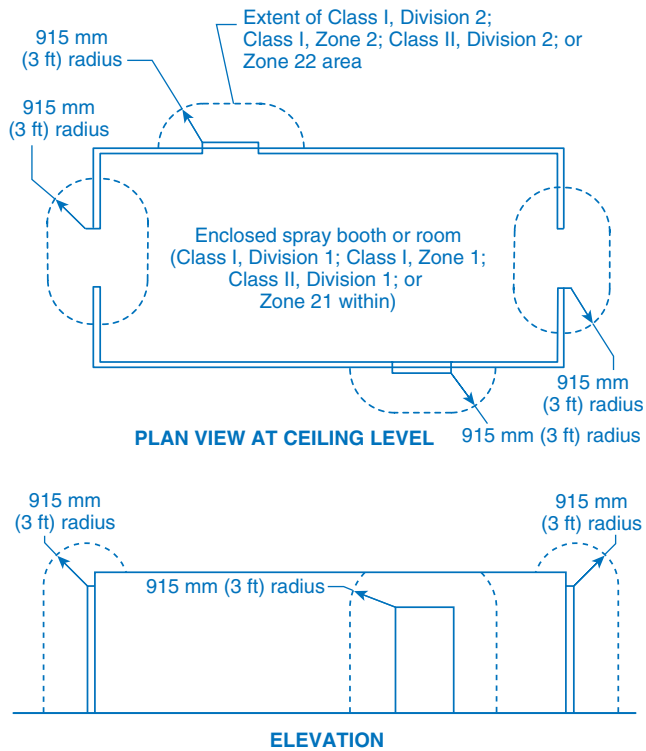 Extent of Class I, Division 2;
Class I, Zone 2; Class II, Division 2; or
Zone 22 area
915 mm
(3 ft) radius
915 mm
(3 ft) radius
Enclosed spray booth or room
(Class I, Division 1; Class I, Zone 1;
Class II, Division 1; or
Zone 21 within)
915 mm
(3 ft) radius
PLAN VIEW AT CEILING LEVEL
915 mm (3 ft) radius
915 mm
(3 ft) radius
915 mm
(3 ft) radius
915 mm (3 ft) radius
ELEVATION